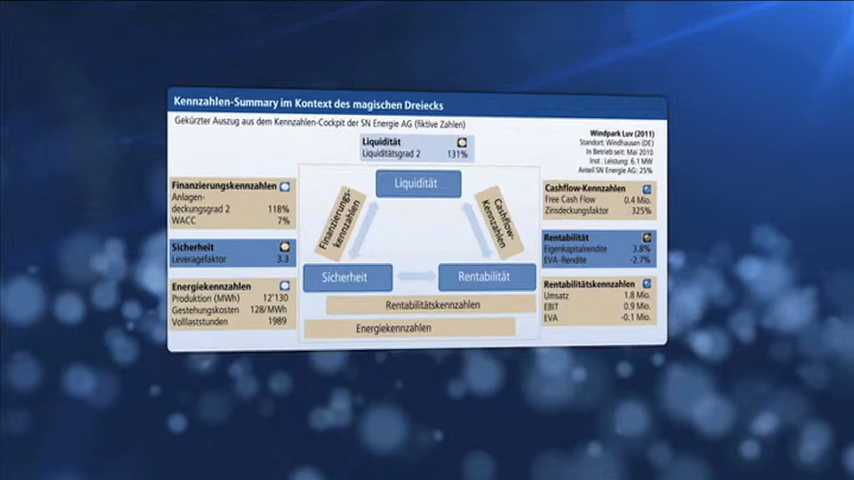 Kennzahlen-Summary im Kontext des magischen Dreiecks
Gekürzter Auszug aus dem Kennzahlen-Cockpit der SN Energie AG (fiktive Zahlen)
Windpark Luv (2011)
Standort: Windhausen (DE)
In Betrieb seit: Mai 2010
Inst. Leistung: 6.1 MW
Anteil SN Energie AG: 25%
Liquidität
Liquiditätsgrad 2 131%
Finanzierungskennzahlen
Anlagen-
deckungsgrad 2 118%
WACC 7%
Sicherheit
Leveragefaktor 3.3
Energiekennzahlen
Produktion (MWh) 12'130
Gestehungskosten 128/MWh
Volllaststunden 1989
Liquidität
Finanzierungs-
kennzahlen
Cashflow-
Kennzahlen
Sicherheit
Rentabilität
Rentabilitätskennzahlen
Energiekennzahlen
Cashflow-Kennzahlen
Free Cash Flow 0.4 Mio.
Zinsdeckungsfaktor 325%
Rentabilität
Eigenkapitalrendite 3.8%
EVA-Rendite -2.7%
Rentabilitätskennzahlen
Umsatz 1.8 Mio.
EBIT 0.9 Mio.
EVA -0.1 Mio.